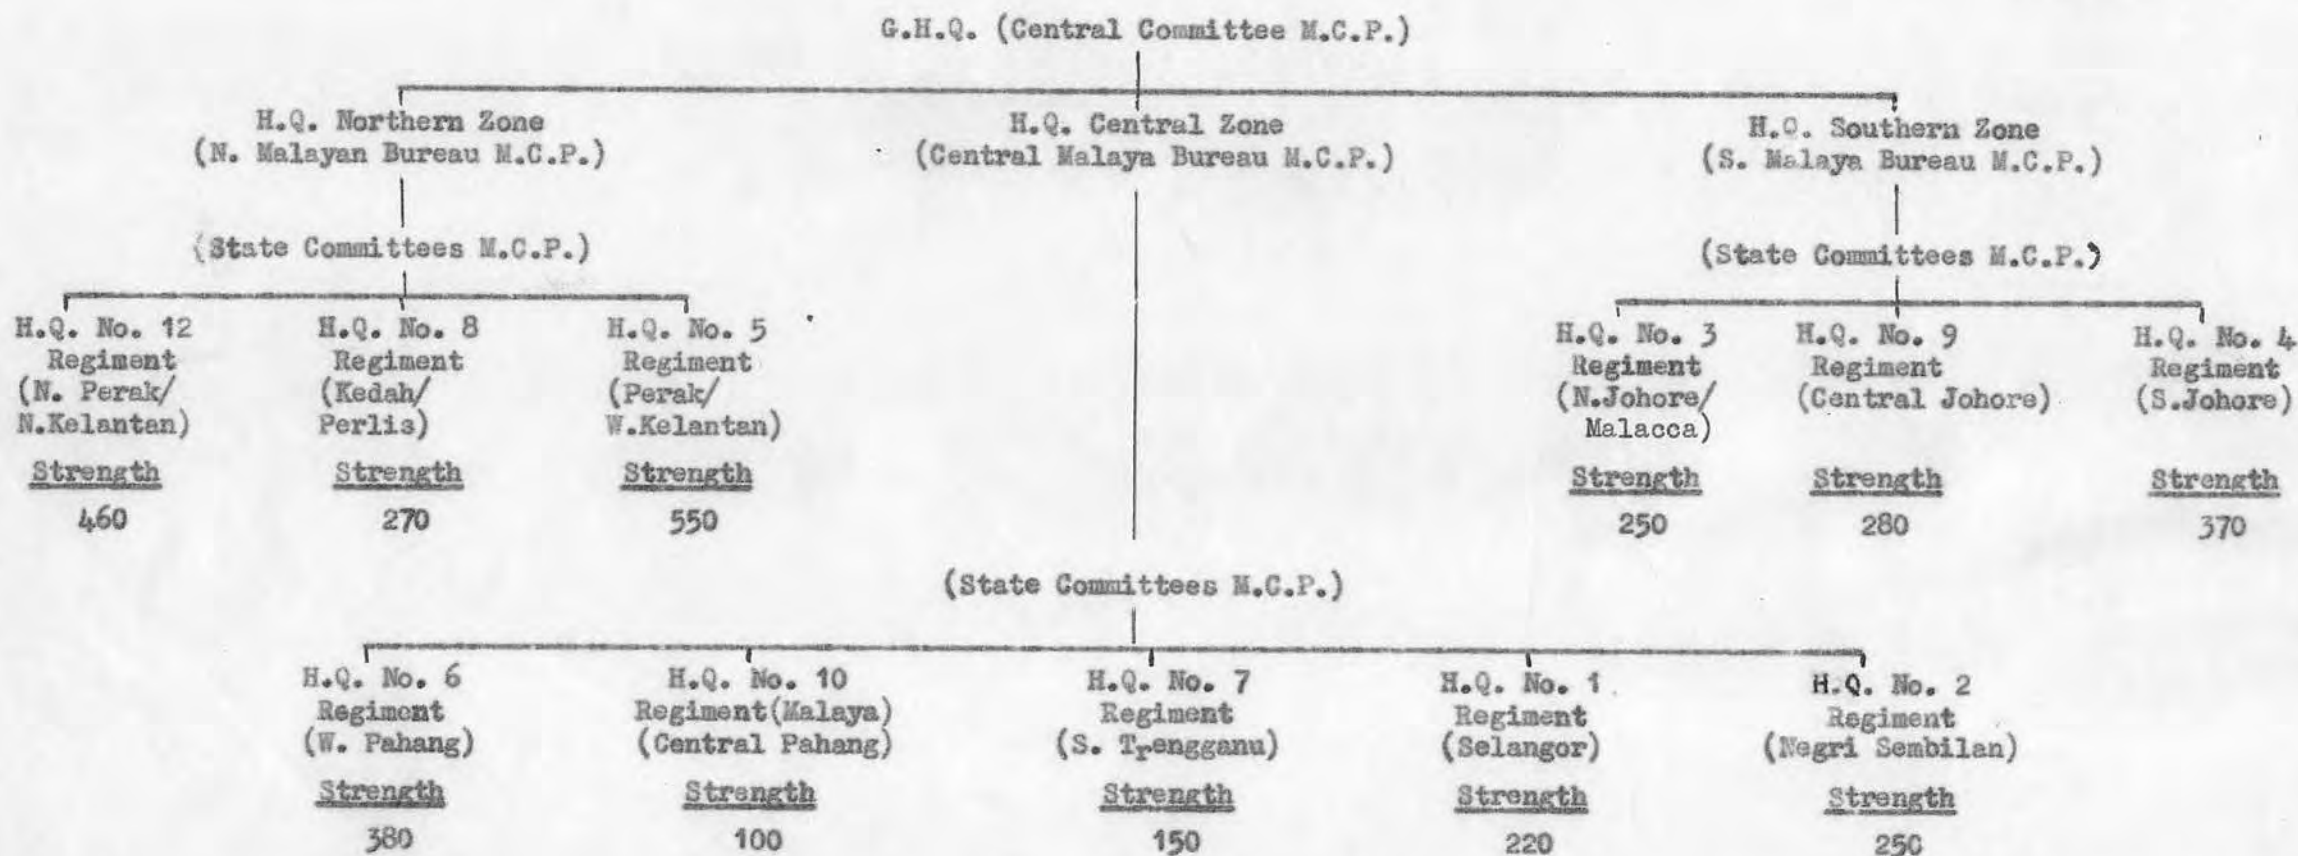 G.H.Q. (Central Committee M.C.P.)
H.Q. Northern Zone
(N. Malayan Bureau M.C.P.)
H.Q. Central Zone
(Central Malaya Bureau M.C.P.)
H.Q. Southern Zone
(S. Malaya Bureau M.C.P.)
(State Committees M.C.P.)
(State Committees M.C.P.)
H.Q. No. 12
Regiment
(N. Perak/
N.Kelantan)
Strength
460
H.Q. No. 8
Regiment
(Kedah/
Perlis)
Strength
270
H.Q. No. 5
Regiment
(Perak/
W.Kelantan)
Strength
550
H.Q. No. 3
Regiment
(N.Johore/
Malacca)
Strength
250
H.Q. No. 9
Regiment
(Central Johore)
Strength
280
H.Q. No. 4
Regiment
(S.Johore)
Strength
370
(State Committees M.C.P.)
H.Q. No. 6
Regiment
(W. Pahang)
Strength
380
H.Q. No. 10
Regiment(Malaya)
(Central Pahang)
Strength
100
H.Q. No. 7
Regiment
(S. Trengganu)
Strength
150
H.Q. No. 1
Regiment
(Selangor)
Strength
220
H.Q. No. 2
Regiment
(Negri Sembilan)
Strength
250